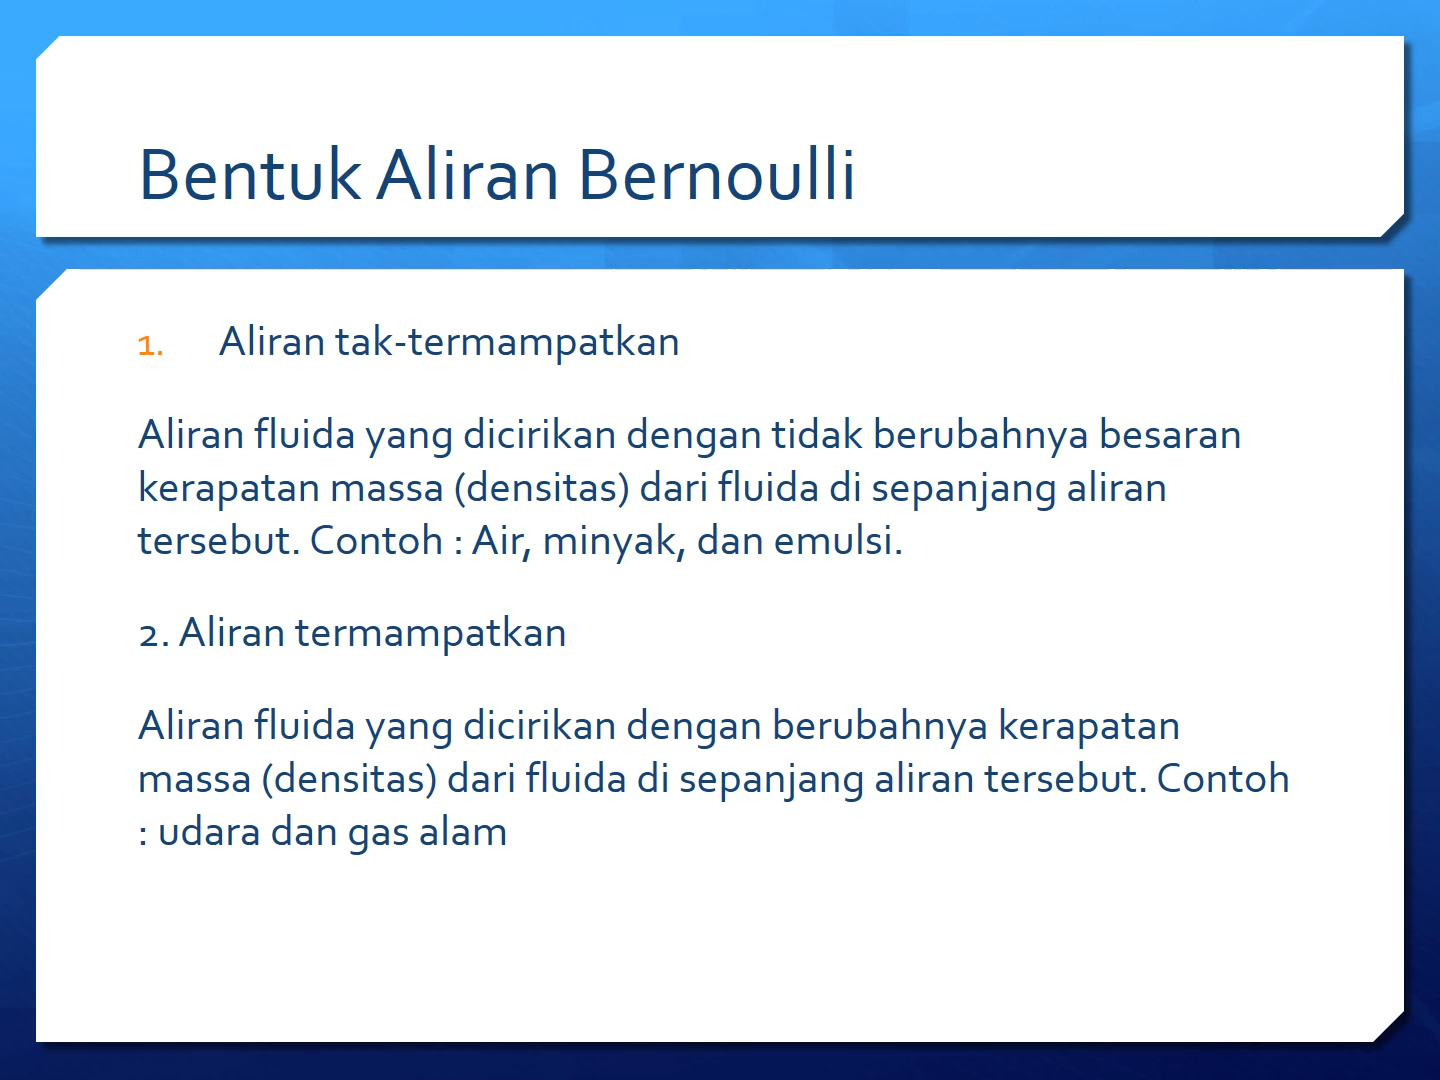 Bentuk Aliran Bernoulli
1. Aliran tak-termampatkan
Aliran fluida yang dicirikan dengan tidak berubahnya besaran
kerapatan massa (densitas) dari fluida di sepanjang aliran
tersebut. Contoh : Air, minyak, dan emulsi.
2. Aliran termampatkan
Aliran fluida yang dicirikan dengan berubahnya kerapatan
massa (densitas) dari fluida di sepanjang aliran tersebut. Contoh
: udara dan gas alam